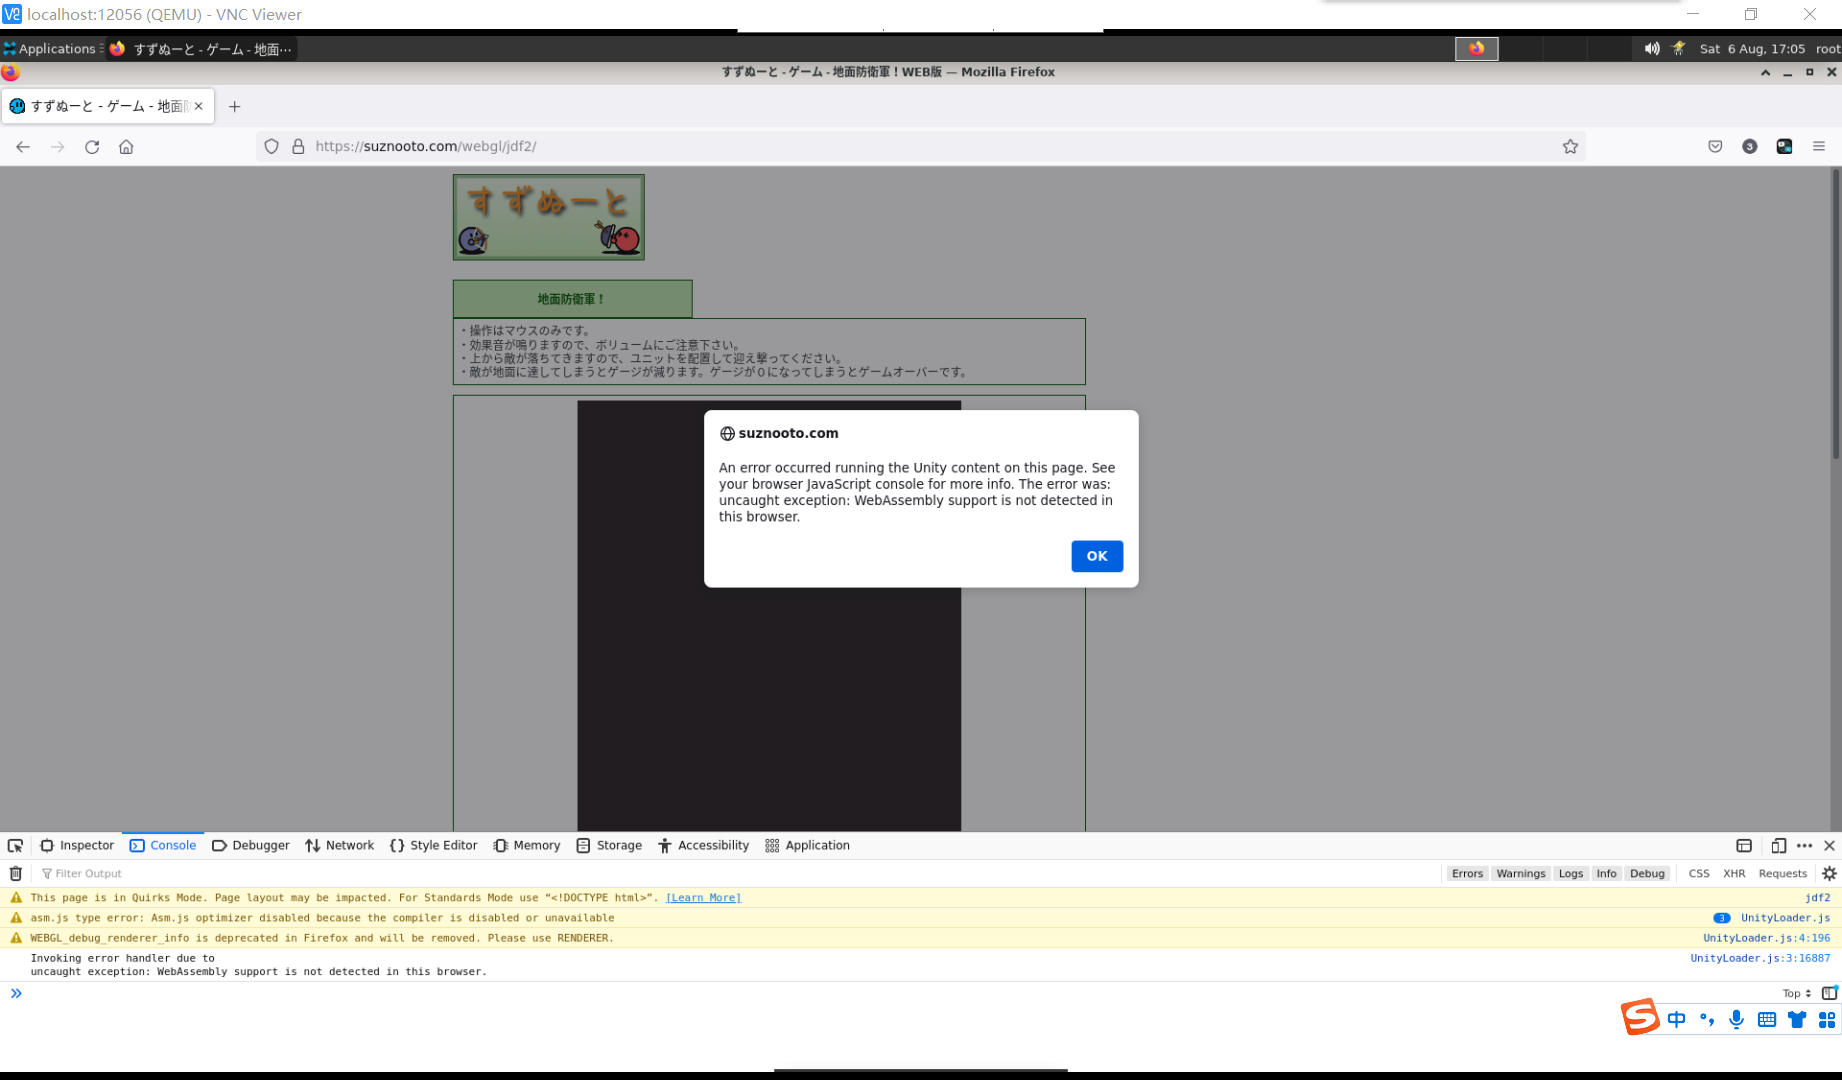 localhost:12056 (QEMU) - VNC Viewer
Applications すずぬーと - ゲーム - 地面… Sat 6 Aug, 17:05 root
すずぬーと - ゲーム - 地面防衛軍！WEB版 — Mozilla Firefox
すずぬーと - ゲーム - 地面防
https://suznooto.com/webgl/jdf2/ 3
すずぬーと
地面防衛軍！
・操作はマウスのみです。
・効果音が鳴りますので、ボリュームにご注意下さい。
・上から敵が落ちてきますので、ユニットを配置して迎え撃ってください。
・敵が地面に達してしまうとゲージが減ります。ゲージが０になってしまうとゲームオーバーです。
suznooto.com
An error occurred running the Unity content on this page. See
your browser JavaScript console for more info. The error was:
uncaught exception: WebAssembly support is not detected in
this browser.
OK
Inspector Console Debugger Network Style Editor Memory Storage Accessibility Application
Filter Output Errors Warnings Logs Info Debug CSS XHR Requests
This page is in Quirks Mode. Page layout may be impacted. For Standards Mode use “<!DOCTYPE html>”. [Learn More] jdf2
asm.js type error: Asm.js optimizer disabled because the compiler is disabled or unavailable 3 UnityLoader.js
WEBGL_debug_renderer_info is deprecated in Firefox and will be removed. Please use RENDERER. UnityLoader.js:4:196
Invoking error handler due to UnityLoader.js:3:16887
uncaught exception: WebAssembly support is not detected in this browser.
Top
中